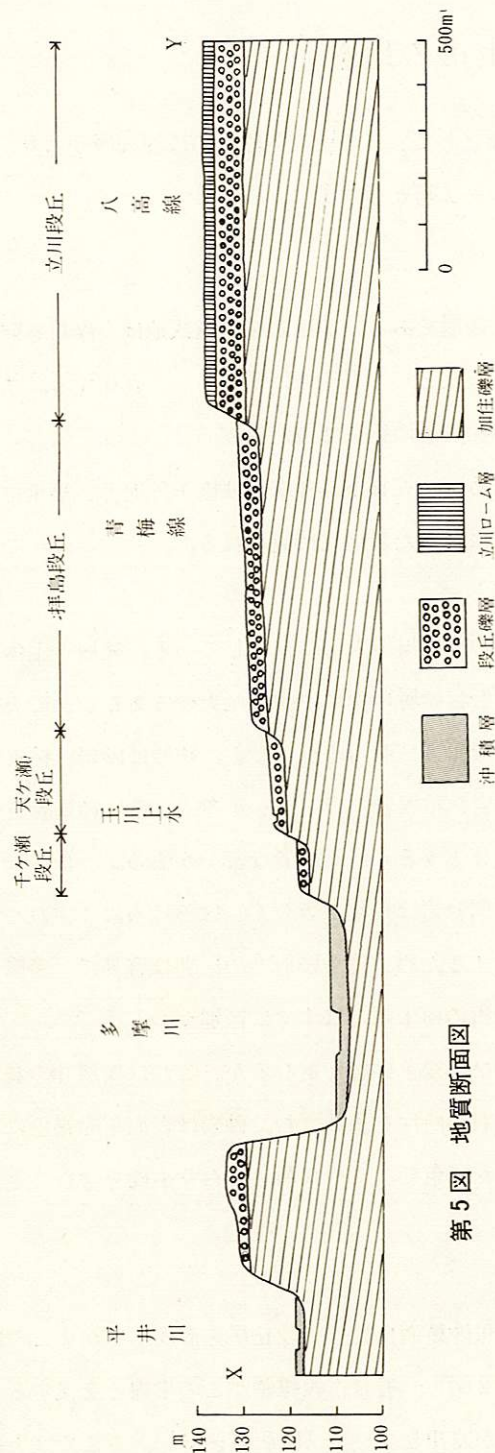 立川段丘
拝島段丘
天ケ瀬段丘
千ケ瀬段丘
Y
八高線
青梅線
玉川上水
多摩川
平井川
X
m
140
130
120
110
100
0 500m
沖積層
段丘礫層
立川ローム層
加住礫層
第5図 地質断面図